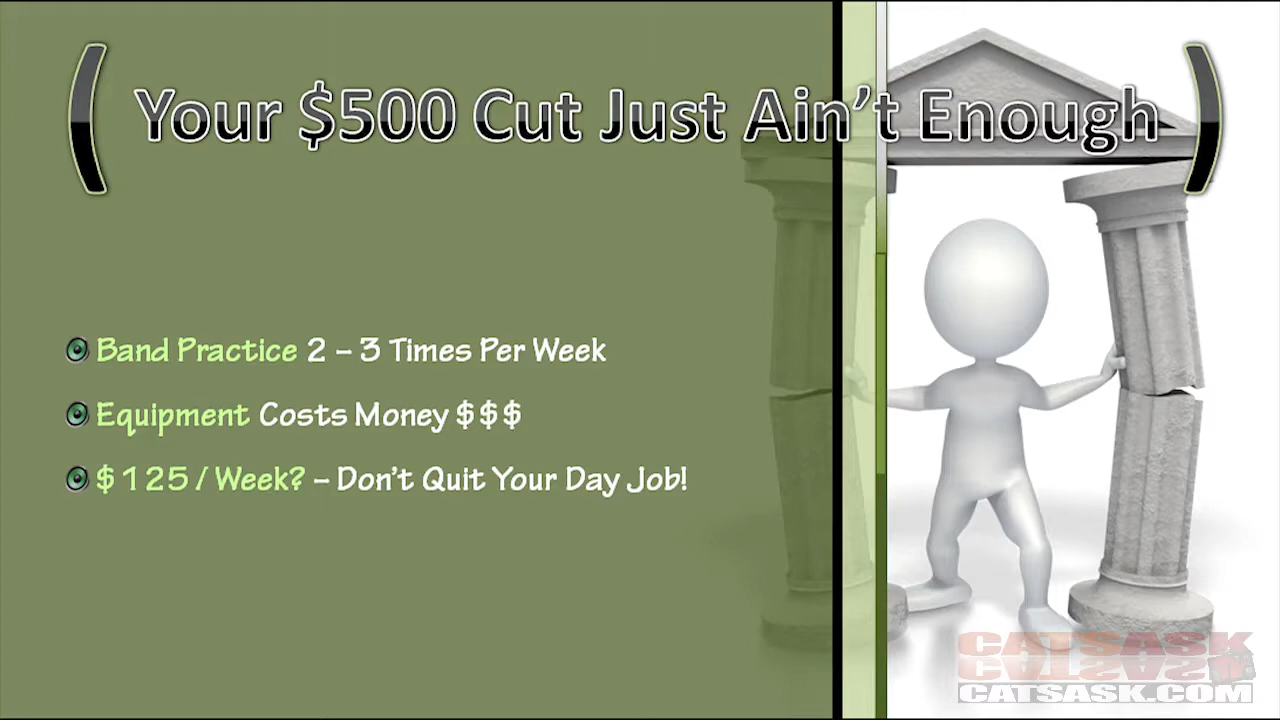 ( Your $500 Cut Just Ain't Enough )
Band Practice 2 – 3 Times Per Week
Equipment Costs Money $$$
$125 / Week? – Don't Quit Your Day Job!
CATSASK
CATSASK.COM